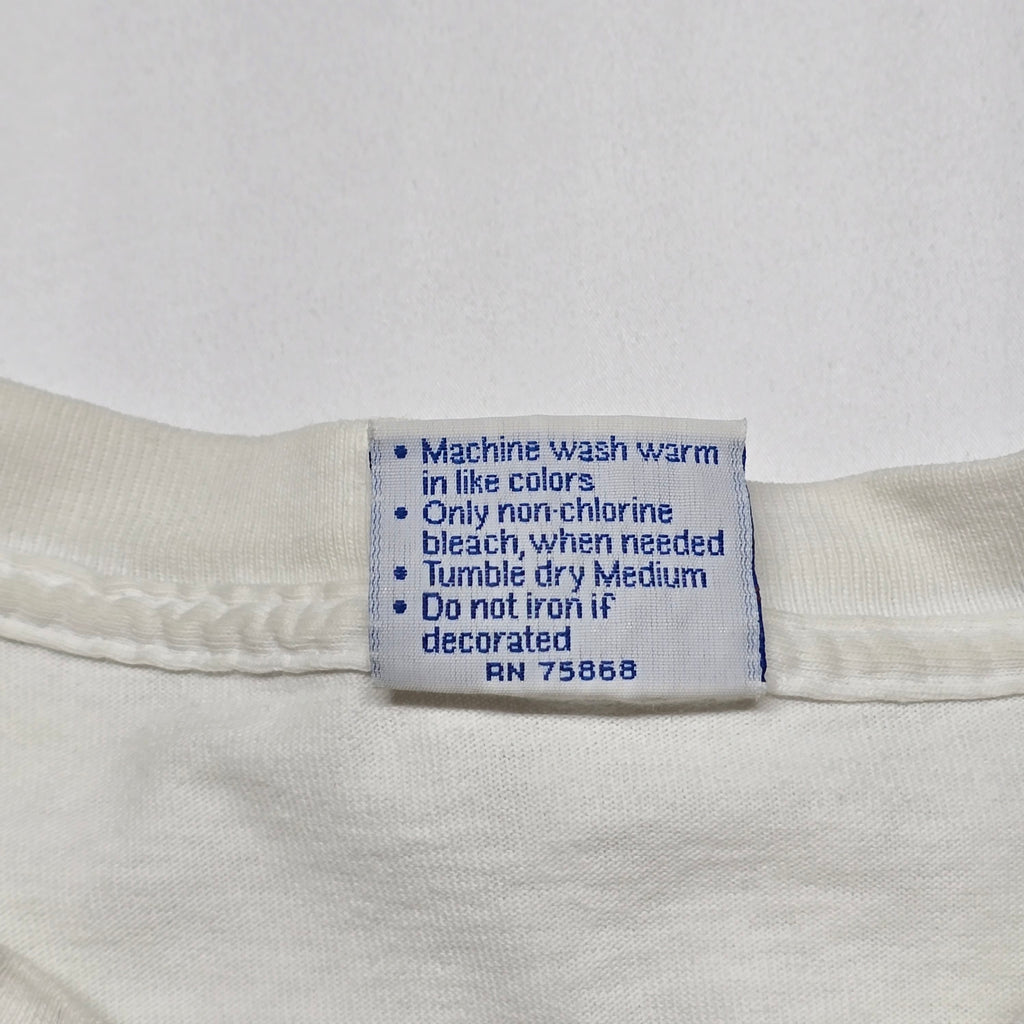 • Machine wash warm
in like colors
• Only non-chlorine
bleach, when needed
• Tumble dry Medium
• Do not iron if
decorated
RN 75868